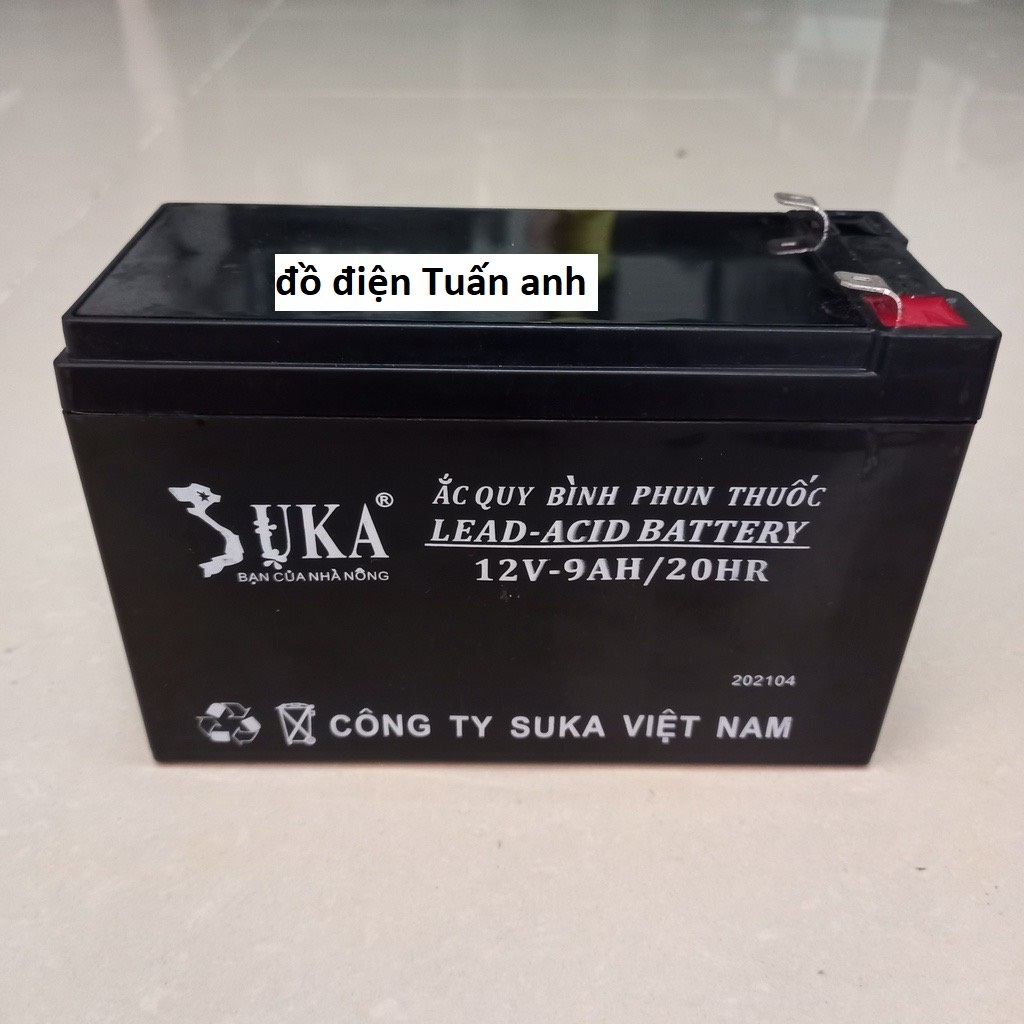 đồ điện Tuấn anh
SUKA®
BẠN CỦA NHÀ NÔNG
ẮC QUY BÌNH PHUN THUỐC
LEAD-ACID BATTERY
12V-9AH/20HR
202104
CÔNG TY SUKA VIỆT NAM